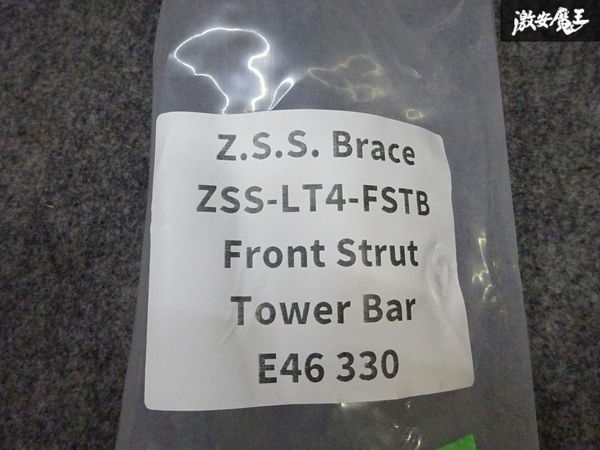 激安魔王
Z.S.S. Brace
ZSS-LT4-FSTB
Front Strut
Tower Bar
E46 330